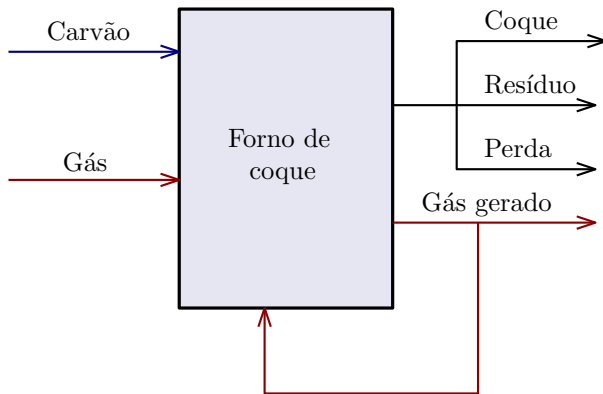 Carvão
Gás
Forno de
coque
Coque
Resíduo
Perda
Gás gerado